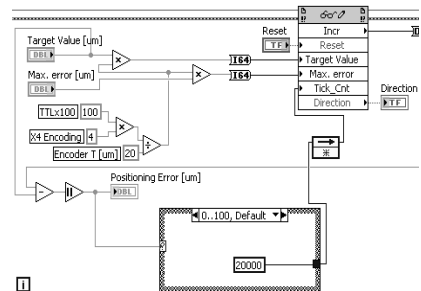 Reset
TF
Incr
Reset
Target Value
Max. error
Tick_Cnt
Direction
Direction
TF
Target Value [um]
DBL
Max. error [um]
DBL
I64
I64
TTLx100 100
X4 Encoding 4
Encoder T [um] 20
Positioning Error [um]
DBL
0..100, Default
20000
i